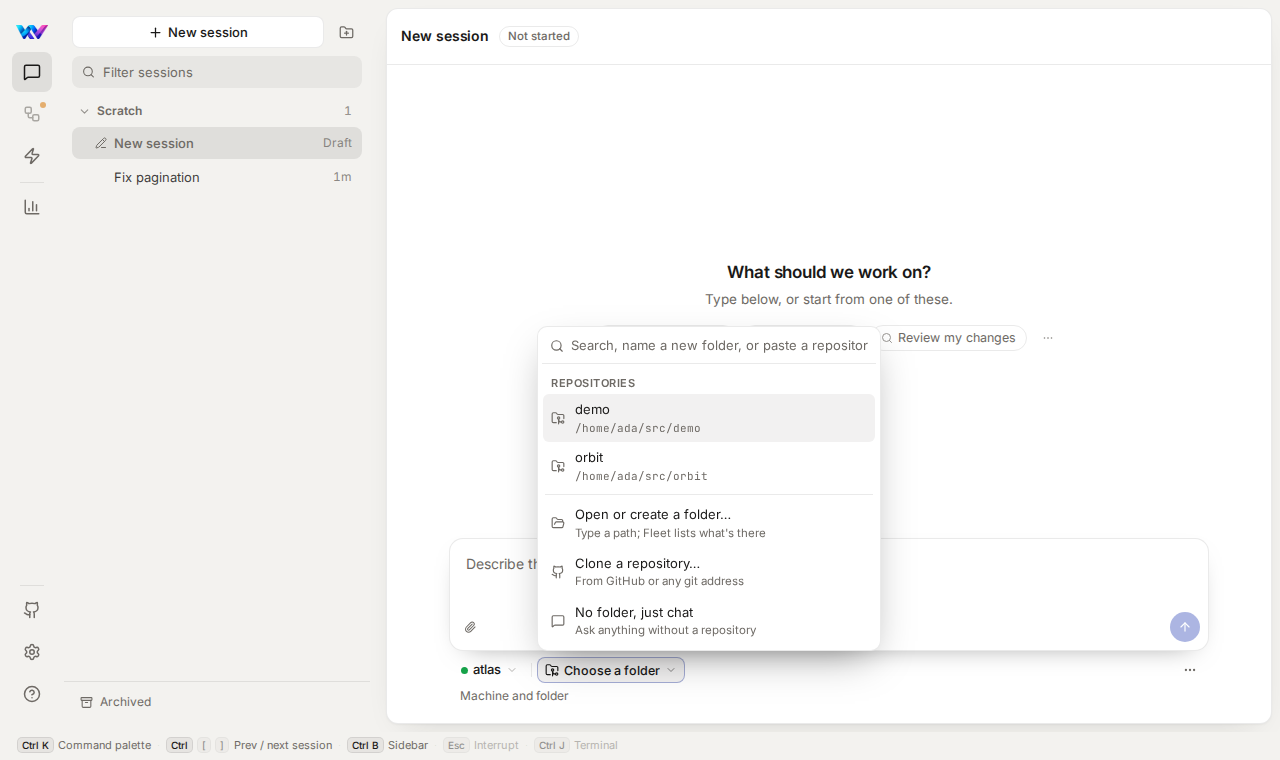 New session
Filter sessions
Scratch 1
New session Draft
Fix pagination 1m
Archived
New session Not started
What should we work on?
Type below, or start from one of these.
Review my changes
Search, name a new folder, or paste a repositor
REPOSITORIES
demo
/home/ada/src/demo
orbit
/home/ada/src/orbit
Open or create a folder...
Type a path; Fleet lists what's there
Clone a repository...
From GitHub or any git address
No folder, just chat
Ask anything without a repository
Describe th
atlas Choose a folder
Machine and folder
Ctrl K Command palette Ctrl [ ] Prev / next session Ctrl B Sidebar Esc Interrupt Ctrl J Terminal